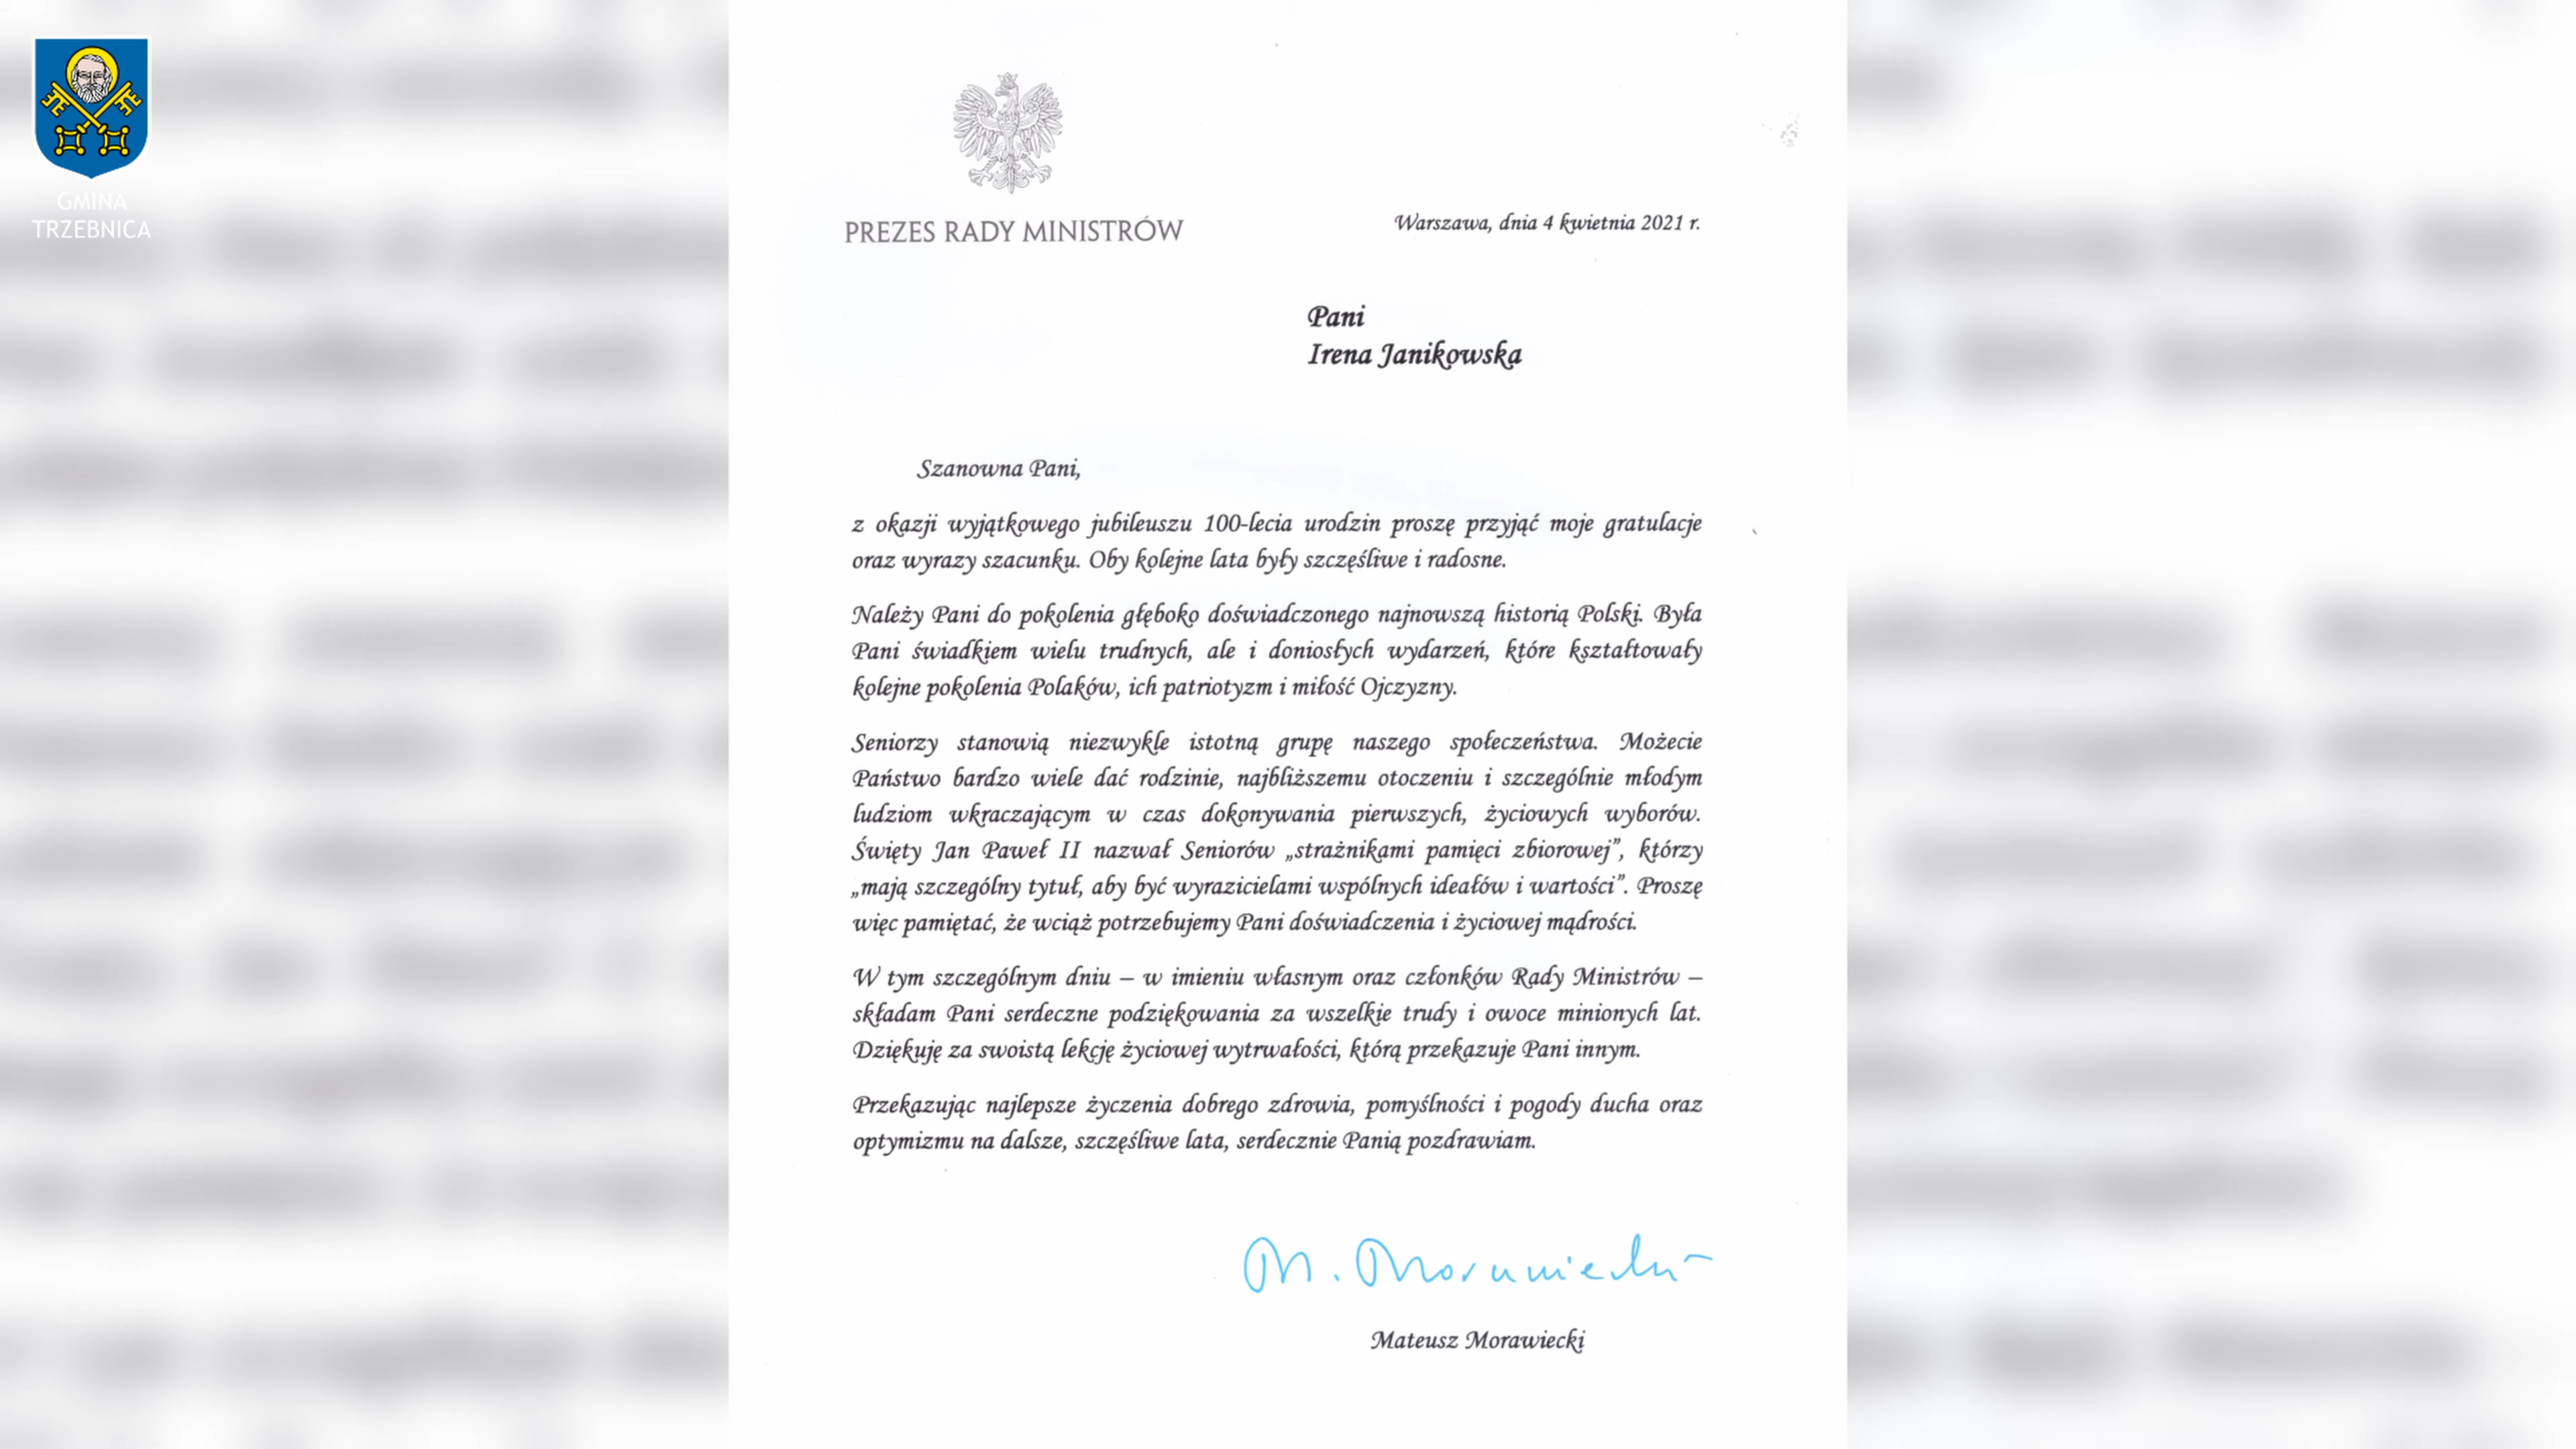 GMINA
TRZEBNICA
PREZES RADY MINISTRÓW
Warszawa, dnia 4 kwietnia 2021 r.
Pani
Irena Janikowska
Szanowna Pani,
z okazji wyjątkowego jubileuszu 100-lecia urodzin proszę przyjąć moje gratulacje
oraz wyrazy szacunku. Oby kolejne lata były szczęśliwe i radosne.
Należy Pani do pokolenia głęboko doświadczonego najnowszą historią Polski. Była
Pani świadkiem wielu trudnych, ale i doniosłych wydarzeń, które kształtowały
kolejne pokolenia Polaków, ich patriotyzm i miłość Ojczyzny.
Seniorzy stanowią niezwykle istotną grupę naszego społeczeństwa. Możecie
Państwo bardzo wiele dać rodzinie, najbliższemu otoczeniu i szczególnie młodym
ludziom wkraczającym w czas dokonywania pierwszych, życiowych wyborów.
Święty Jan Paweł II nazwał Seniorów „strażnikami pamięci zbiorowej”, którzy
„mają szczególny tytuł, aby być wyrazicielami wspólnych ideałów i wartości”. Proszę
więc pamiętać, że wciąż potrzebujemy Pani doświadczenia i życiowej mądrości.
W tym szczególnym dniu – w imieniu własnym oraz członków Rady Ministrów –
składam Pani serdeczne podziękowania za wszelkie trudy i owoce minionych lat.
Dziękuję za swoistą lekcję życiowej wytrwałości, którą przekazuje Pani innym.
Przekazując najlepsze życzenia dobrego zdrowia, pomyślności i pogody ducha oraz
optymizmu na dalsze, szczęśliwe lata, serdecznie Panią pozdrawiam.
M. Morawiecki
Mateusz Morawiecki